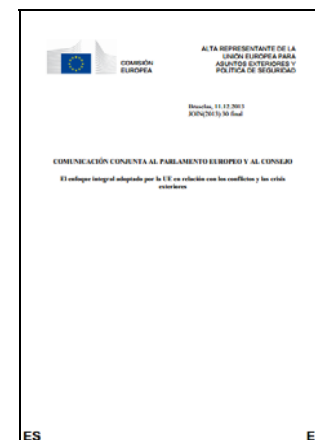 COMISIÓN
EUROPEA
ALTA REPRESENTANTE DE LA
UNIÓN EUROPEA PARA
ASUNTOS EXTERIORES Y
POLÍTICA DE SEGURIDAD
Bruselas, 11.12.2013
JOIN(2013) 30 final
COMUNICACIÓN CONJUNTA AL PARLAMENTO EUROPEO Y AL CONSEJO
El enfoque integral adoptado por la UE en relación con los conflictos y las crisis
exteriores
ES
E